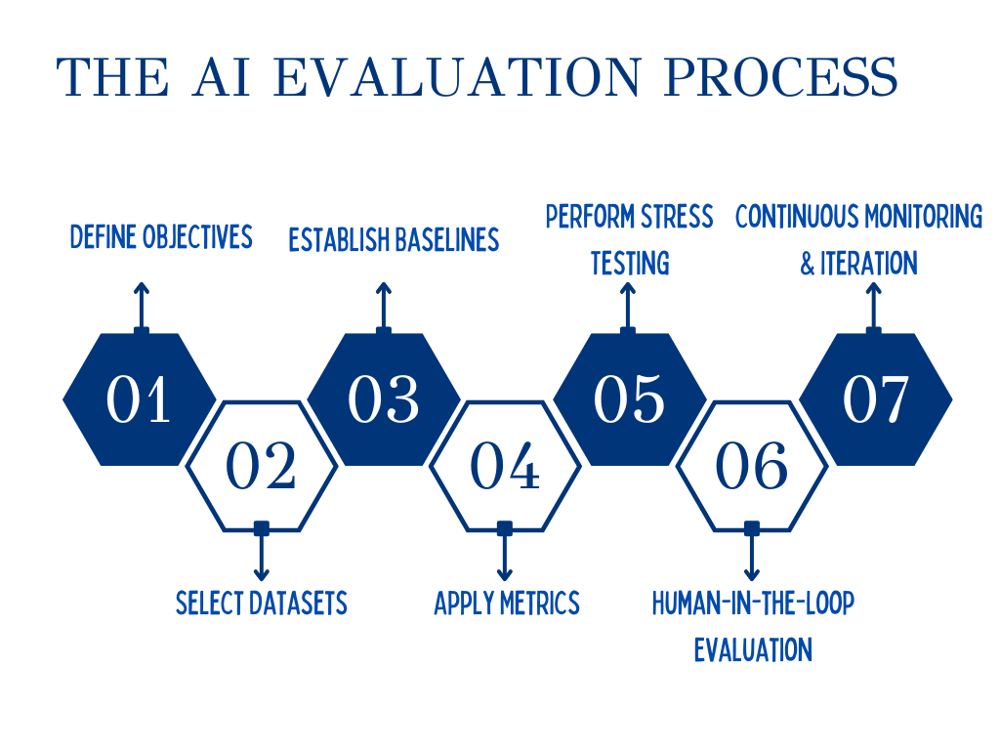 THE AI EVALUATION PROCESS
DEFINE OBJECTIVES
01
SELECT DATASETS
02
ESTABLISH BASELINES
03
APPLY METRICS
04
PERFORM STRESS
TESTING
05
HUMAN-IN-THE-LOOP
EVALUATION
06
CONTINUOUS MONITORING
& ITERATION
07